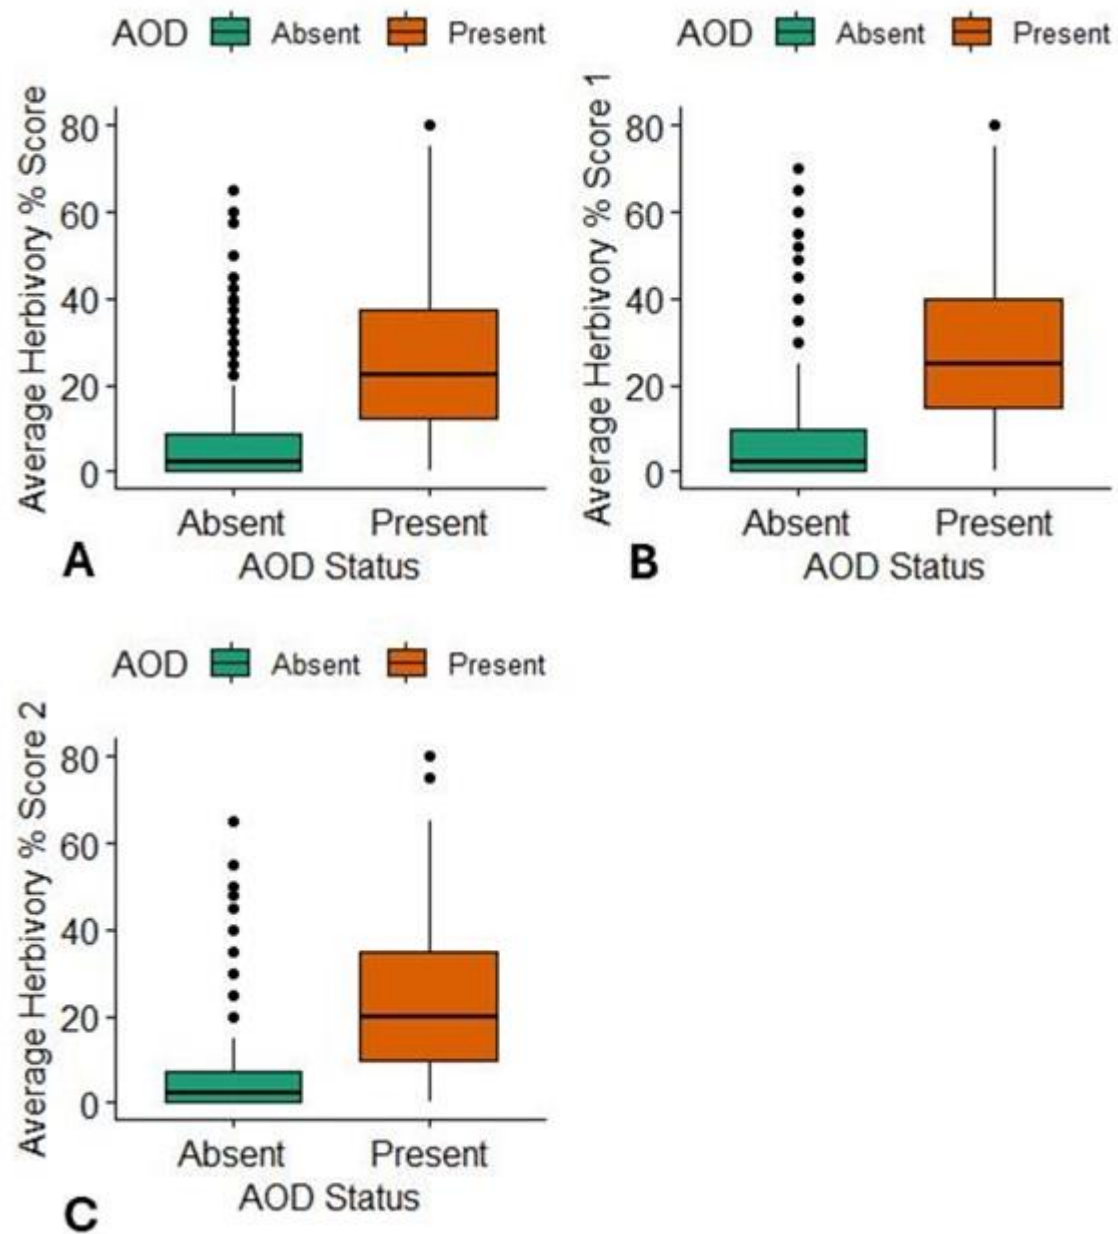 AOD Absent Present
Average Herbivory % Score
80
60
40
20
0
Absent Present
AOD Status
A
AOD Absent Present
Average Herbivory % Score 1
80
60
40
20
0
Absent Present
AOD Status
B
AOD Absent Present
Average Herbivory % Score 2
80
60
40
20
0
Absent Present
AOD Status
C